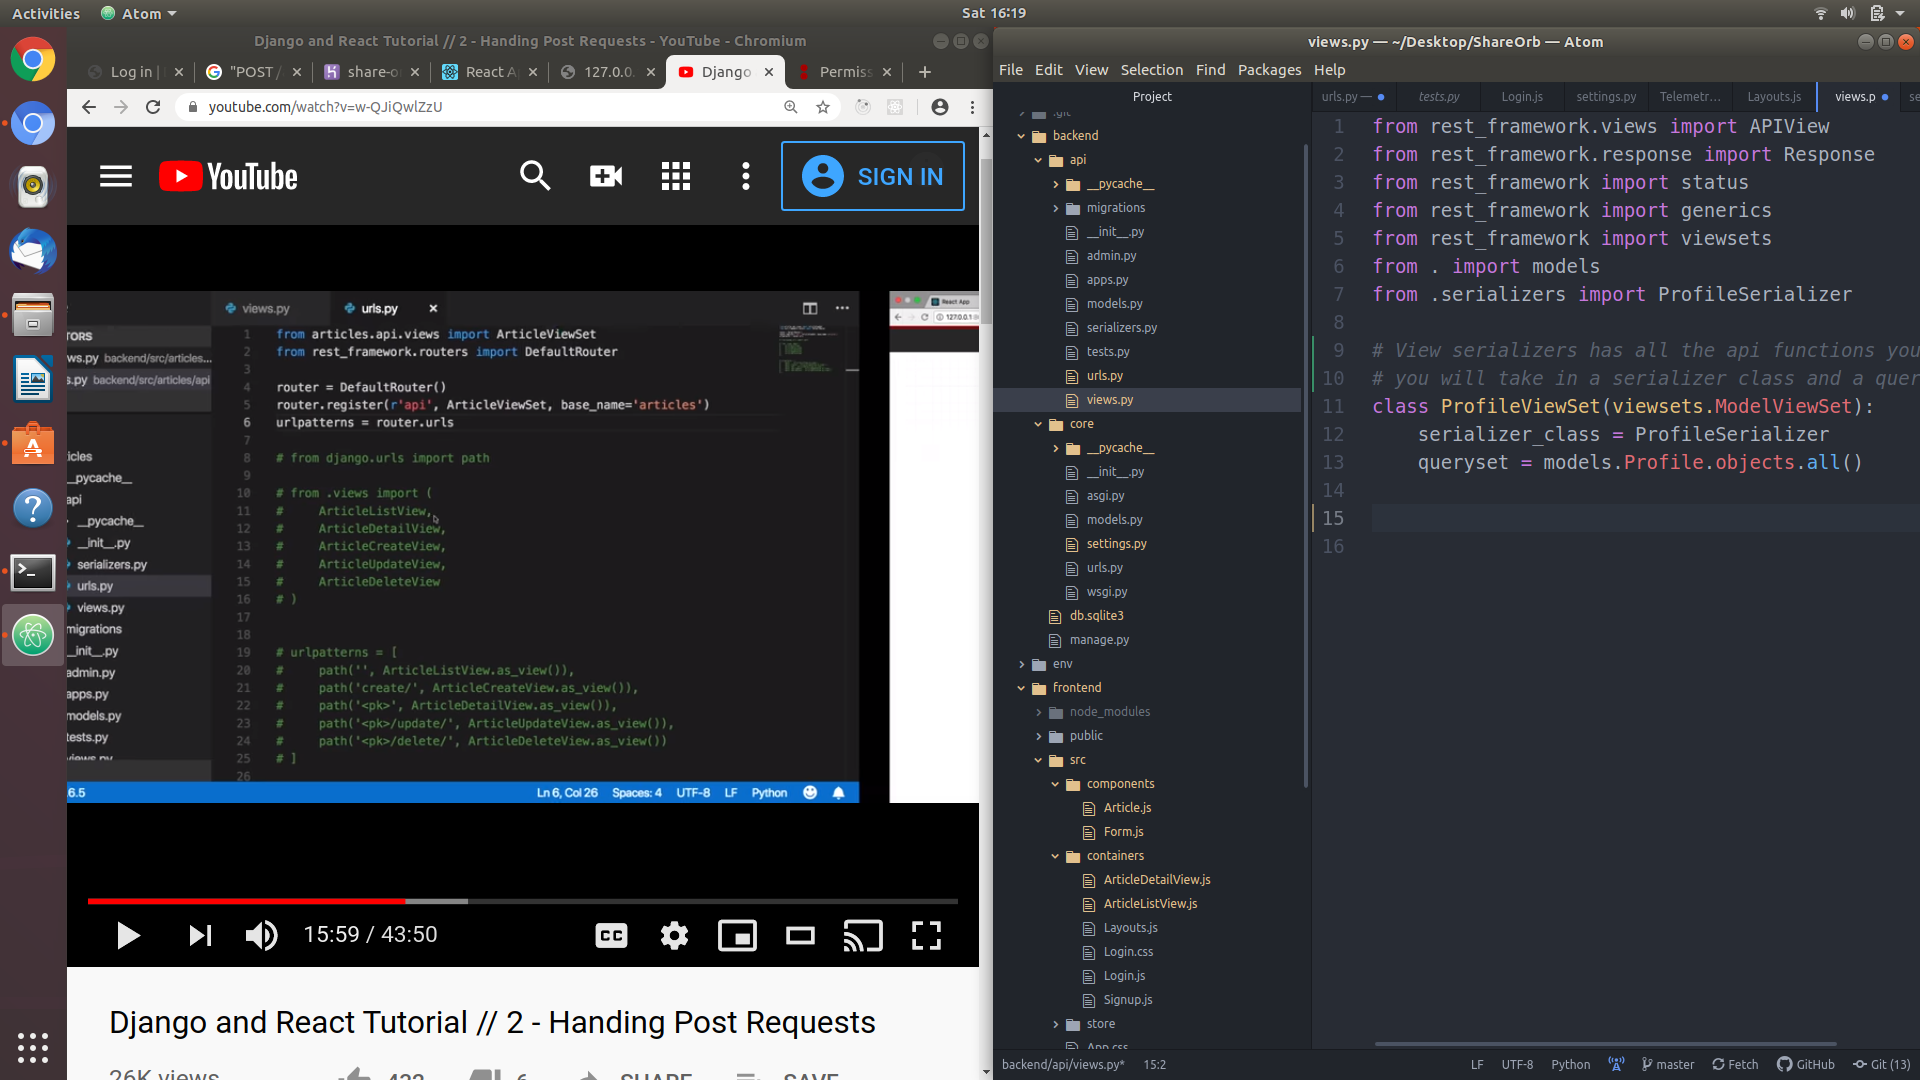 Activities
Atom
Sat 16:19
Django and React Tutorial // 2 - Handing Post Requests - YouTube - Chromium
Log in |
"POST /
share-o
React A
127.0.0.
Django
Permiss
youtube.com/watch?v=w-QJiQwlZzU
YouTube
SIGN IN
views.py
urls.py
TORS
ws.py backend/src/articles...
s.py backend/src/articles/api
icles
__pycache__
api
__pycache__
__init__.py
serializers.py
urls.py
views.py
migrations
__init__.py
admin.py
apps.py
models.py
tests.py
views.py
1 from articles.api.views import ArticleViewSet
2 from rest_framework.routers import DefaultRouter
3
4 router = DefaultRouter()
5 router.register(r'api', ArticleViewSet, base_name='articles')
6 urlpatterns = router.urls
7
8 # from django.urls import path
9
10 # from .views import (
11 # ArticleListView,
12 # ArticleDetailView,
13 # ArticleCreateView,
14 # ArticleUpdateView,
15 # ArticleDeleteView
16 # )
17
18
19 # urlpatterns = [
20 # path('', ArticleListView.as_view()),
21 # path('create/', ArticleCreateView.as_view()),
22 # path('<pk>', ArticleDetailView.as_view()),
23 # path('<pk>/update/', ArticleUpdateView.as_view()),
24 # path('<pk>/delete/', ArticleDeleteView.as_view())
25 # ]
26
React App
127.0.0.1
6.5
Ln 6, Col 26 Spaces: 4 UTF-8 LF Python
15:59 / 43:50
CC
Django and React Tutorial // 2 - Handing Post Requests
26K views
432
6
SHARE
SAVE
views.py — ~/Desktop/ShareOrb — Atom
File Edit View Selection Find Packages Help
Project
.git
backend
api
__pycache__
migrations
__init__.py
admin.py
apps.py
models.py
serializers.py
tests.py
urls.py
views.py
core
__pycache__
__init__.py
asgi.py
models.py
settings.py
urls.py
wsgi.py
db.sqlite3
manage.py
env
frontend
node_modules
public
src
components
Article.js
Form.js
containers
ArticleDetailView.js
ArticleListView.js
Layouts.js
Login.css
Login.js
Signup.js
store
App.css
urls.py —
tests.py
Login.js
settings.py
Telemetr...
Layouts.js
views.p
se
1 from rest_framework.views import APIView
2 from rest_framework.response import Response
3 from rest_framework import status
4 from rest_framework import generics
5 from rest_framework import viewsets
6 from . import models
7 from .serializers import ProfileSerializer
8
9 # View serializers has all the api functions you
10 # you will take in a serializer class and a quer
11 class ProfileViewSet(viewsets.ModelViewSet):
12 serializer_class = ProfileSerializer
13 queryset = models.Profile.objects.all()
14
15
16
backend/api/views.py* 15:2
LF UTF-8 Python master Fetch GitHub Git (13)